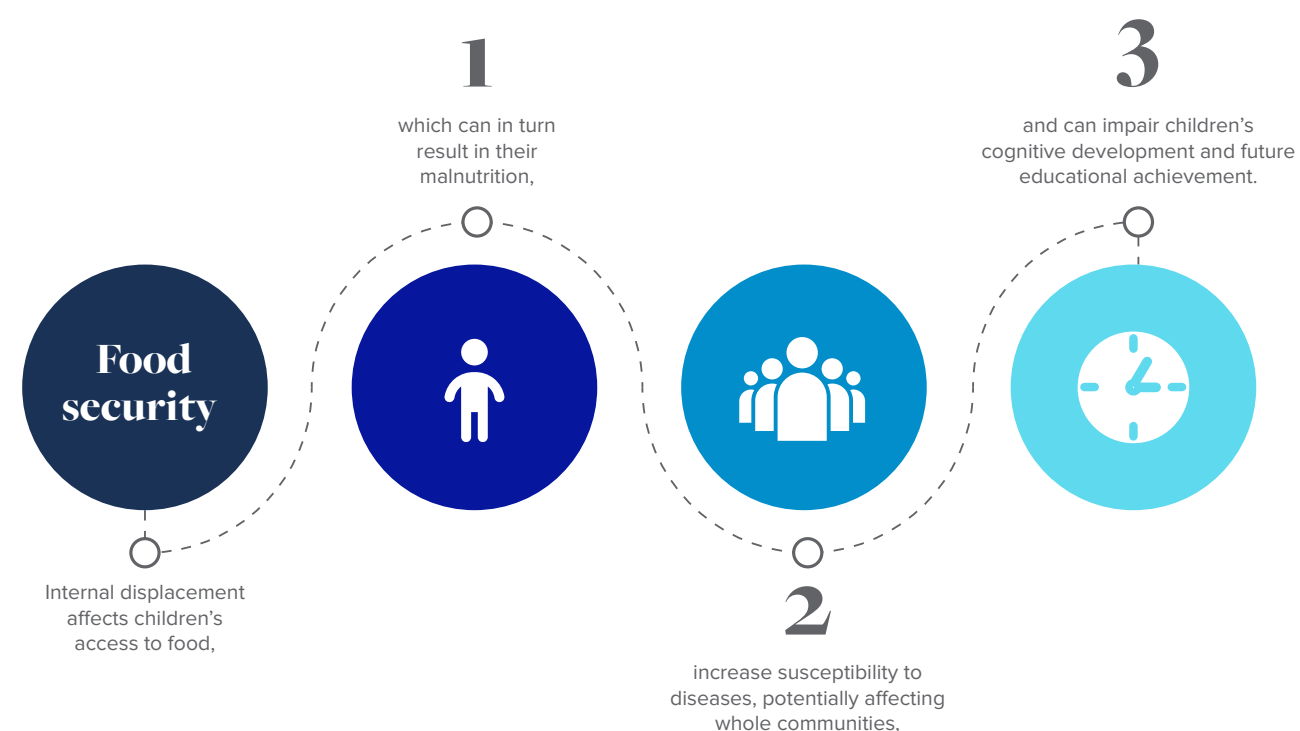 Food
security
Internal displacement
affects children's
access to food,
1
which can in turn
result in their
malnutrition,
2
increase susceptibility to
diseases, potentially affecting
whole communities,
3
and can impair children's
cognitive development and future
educational achievement.